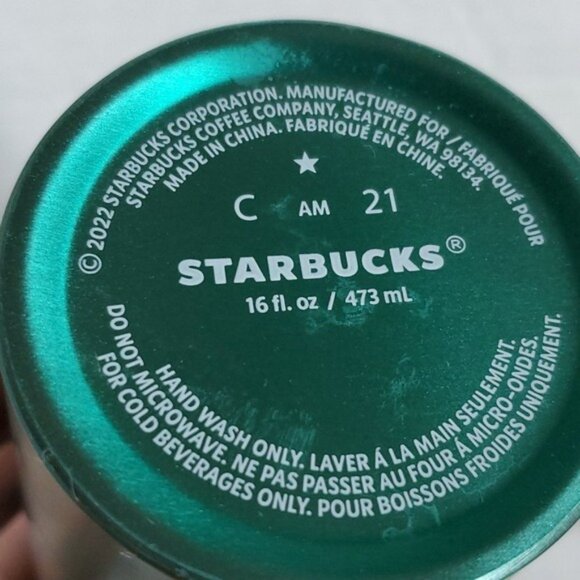 © 2022 STARBUCKS CORPORATION. MANUFACTURED FOR / FABRIQUÉ POUR
STARBUCKS COFFEE COMPANY, SEATTLE, WA 98134.
MADE IN CHINA. FABRIQUÉ EN CHINE.
C AM 21
STARBUCKS®
16 fl. oz / 473 mL
HAND WASH ONLY. LAVER Á LA MAIN SEULEMENT.
DO NOT MICROWAVE. NE PAS PASSER AU FOUR Á MICRO-ONDES.
FOR COLD BEVERAGES ONLY. POUR BOISSONS FROIDES UNIQUEMENT.